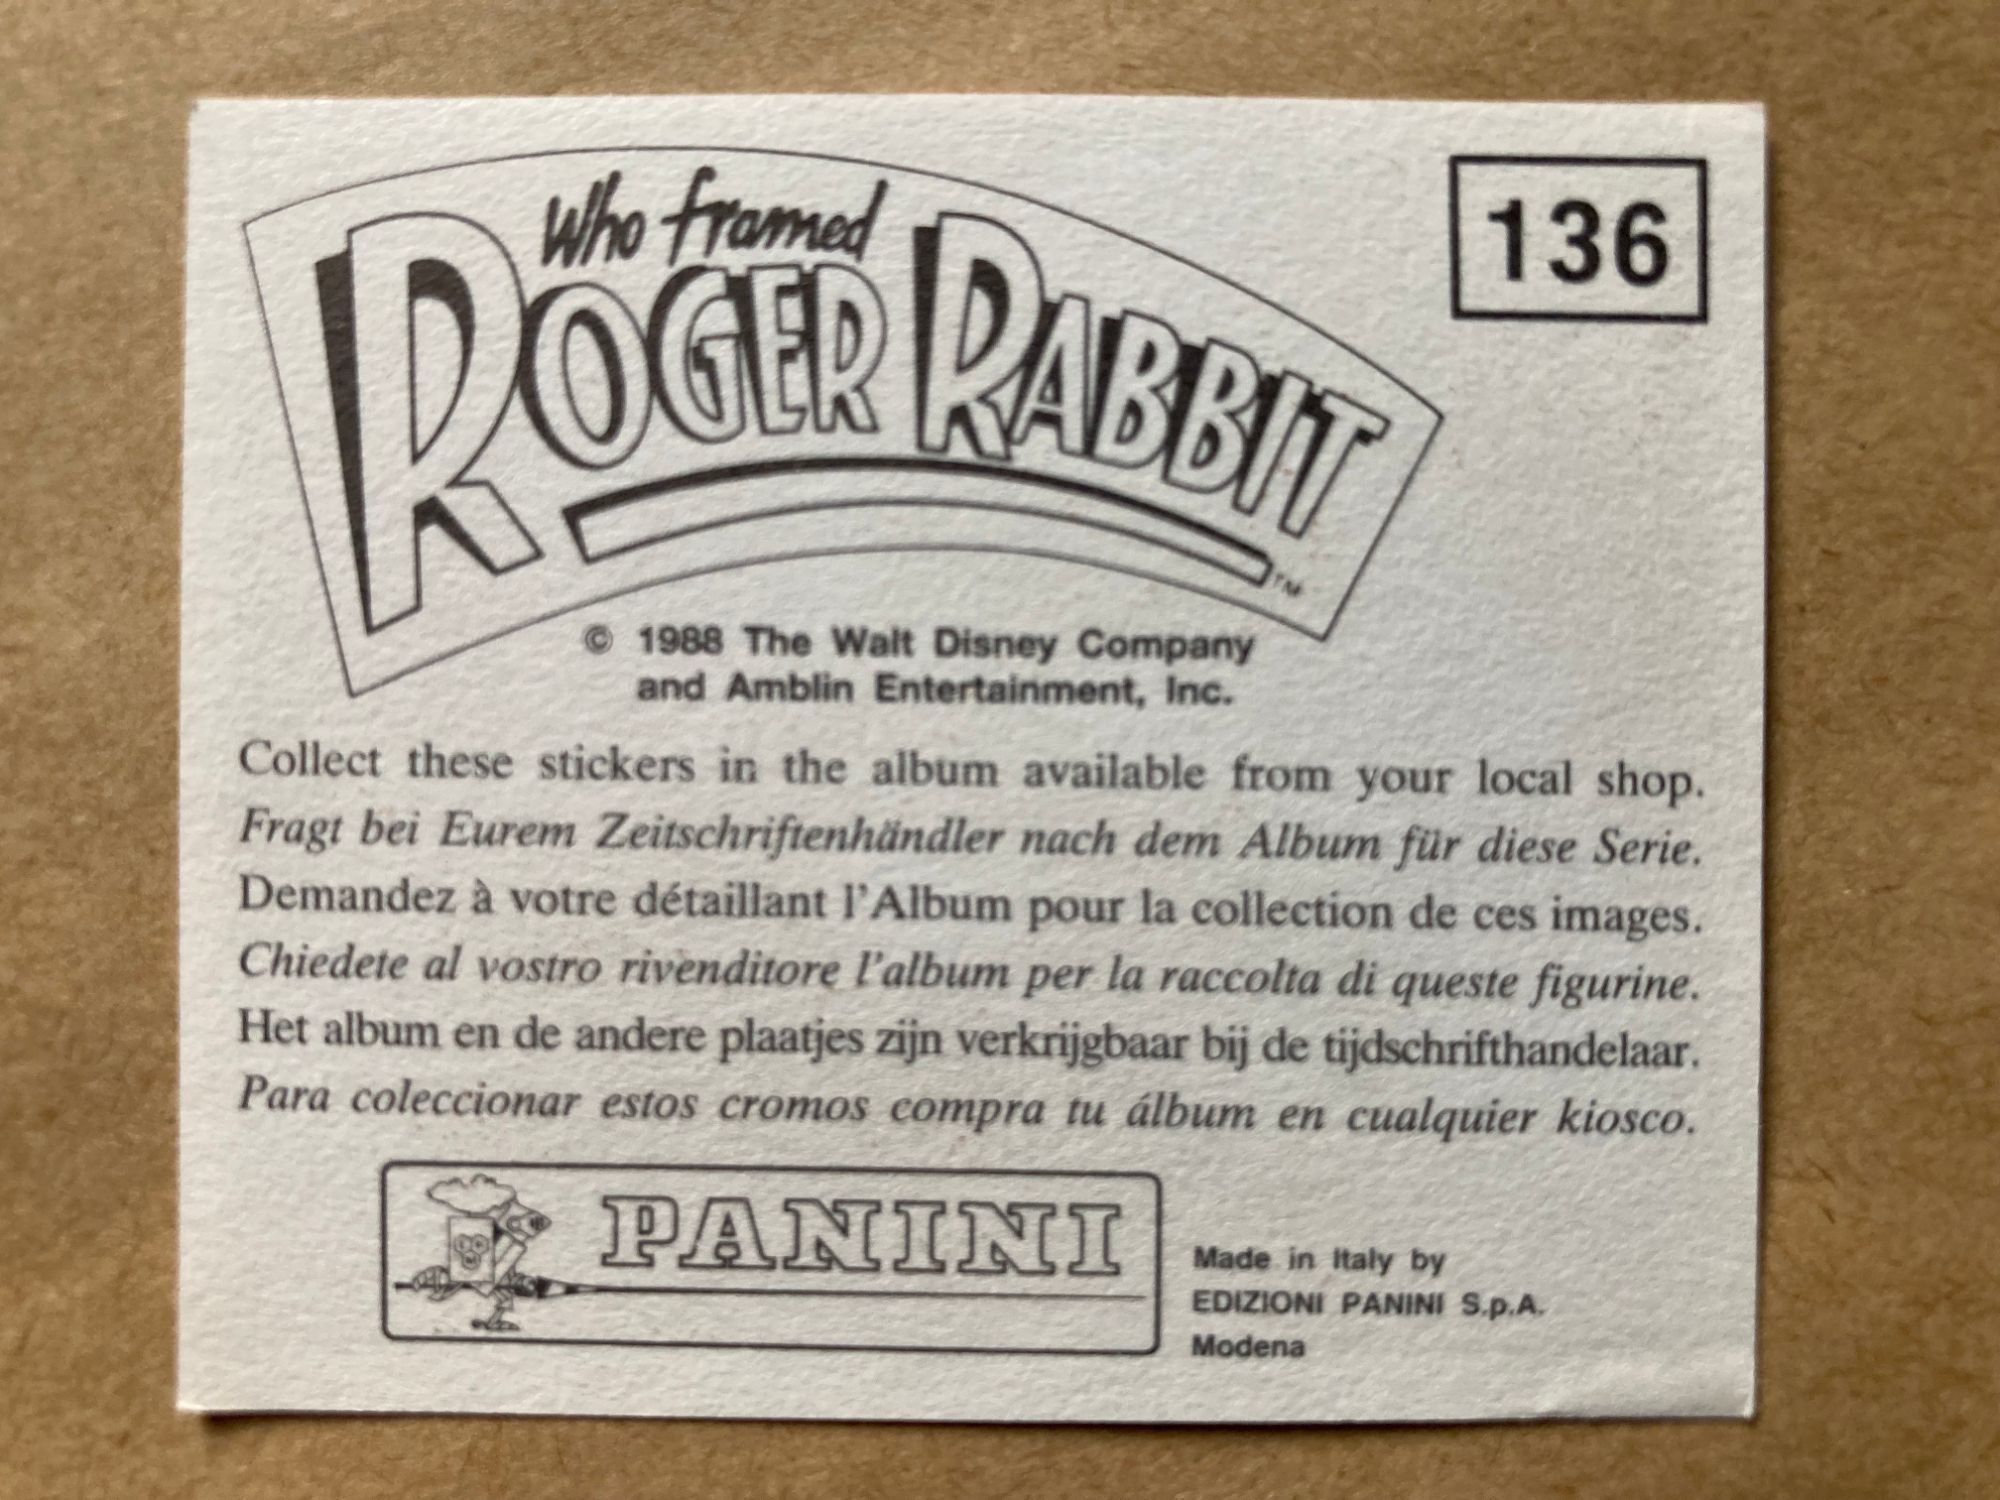 Who framed
ROGER RABBIT
TM
136
© 1988 The Walt Disney Company
and Amblin Entertainment, Inc.
Collect these stickers in the album available from your local shop.
Fragt bei Eurem Zeitschriftenhändler nach dem Album für diese Serie.
Demandez à votre détaillant l'Album pour la collection de ces images.
Chiedete al vostro rivenditore l'album per la raccolta di queste figurine.
Het album en de andere plaatjes zijn verkrijgbaar bij de tijdschrifthandelaar.
Para coleccionar estos cromos compra tu álbum en cualquier kiosco.
PANINI
Made in Italy by
EDIZIONI PANINI S.p.A.
Modena